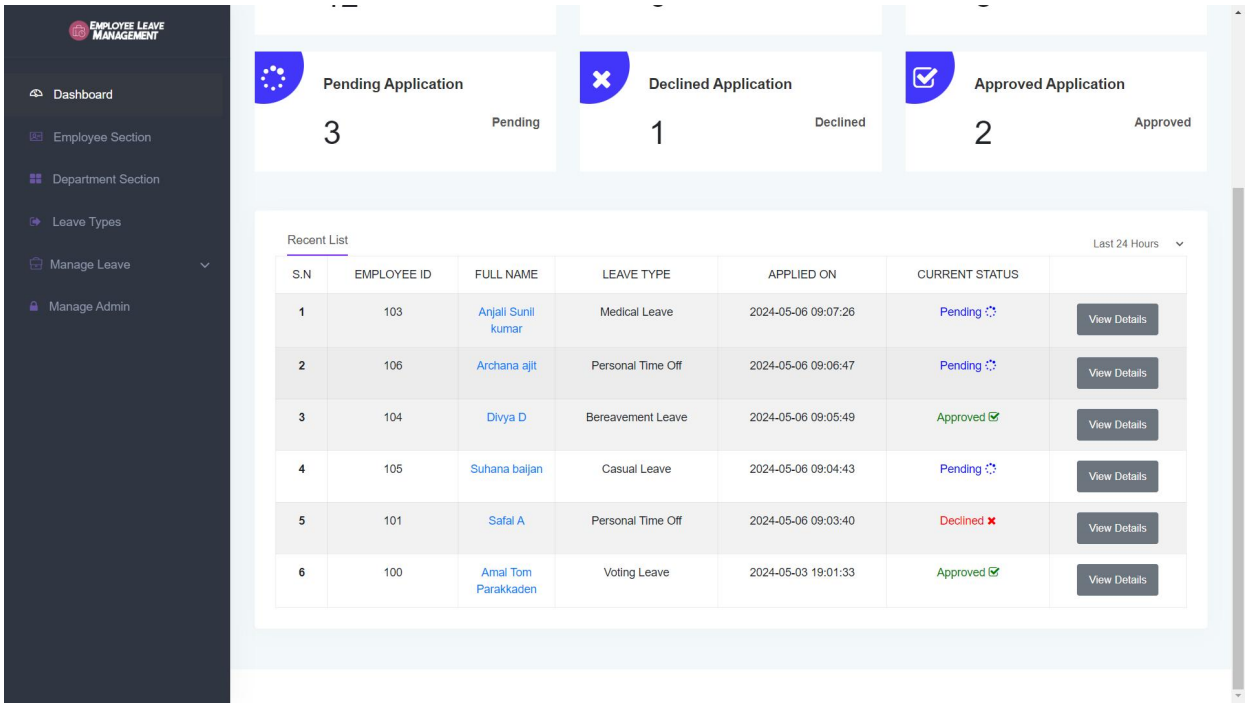 EMPLOYEE LEAVE
MANAGEMENT
Dashboard
Employee Section
Department Section
Leave Types
Manage Leave
Manage Admin
Pending Application
3
Pending
Declined Application
1
Declined
Approved Application
2
Approved
Recent List
Last 24 Hours
S.N EMPLOYEE ID FULL NAME LEAVE TYPE APPLIED ON CURRENT STATUS
1 103 Anjali Sunil kumar Medical Leave 2024-05-06 09:07:26 Pending View Details
2 106 Archana ajit Personal Time Off 2024-05-06 09:06:47 Pending View Details
3 104 Divya D Bereavement Leave 2024-05-06 09:05:49 Approved View Details
4 105 Suhana baijan Casual Leave 2024-05-06 09:04:43 Pending View Details
5 101 Safal A Personal Time Off 2024-05-06 09:03:40 Declined View Details
6 100 Amal Tom Parakkaden Voting Leave 2024-05-03 19:01:33 Approved View Details